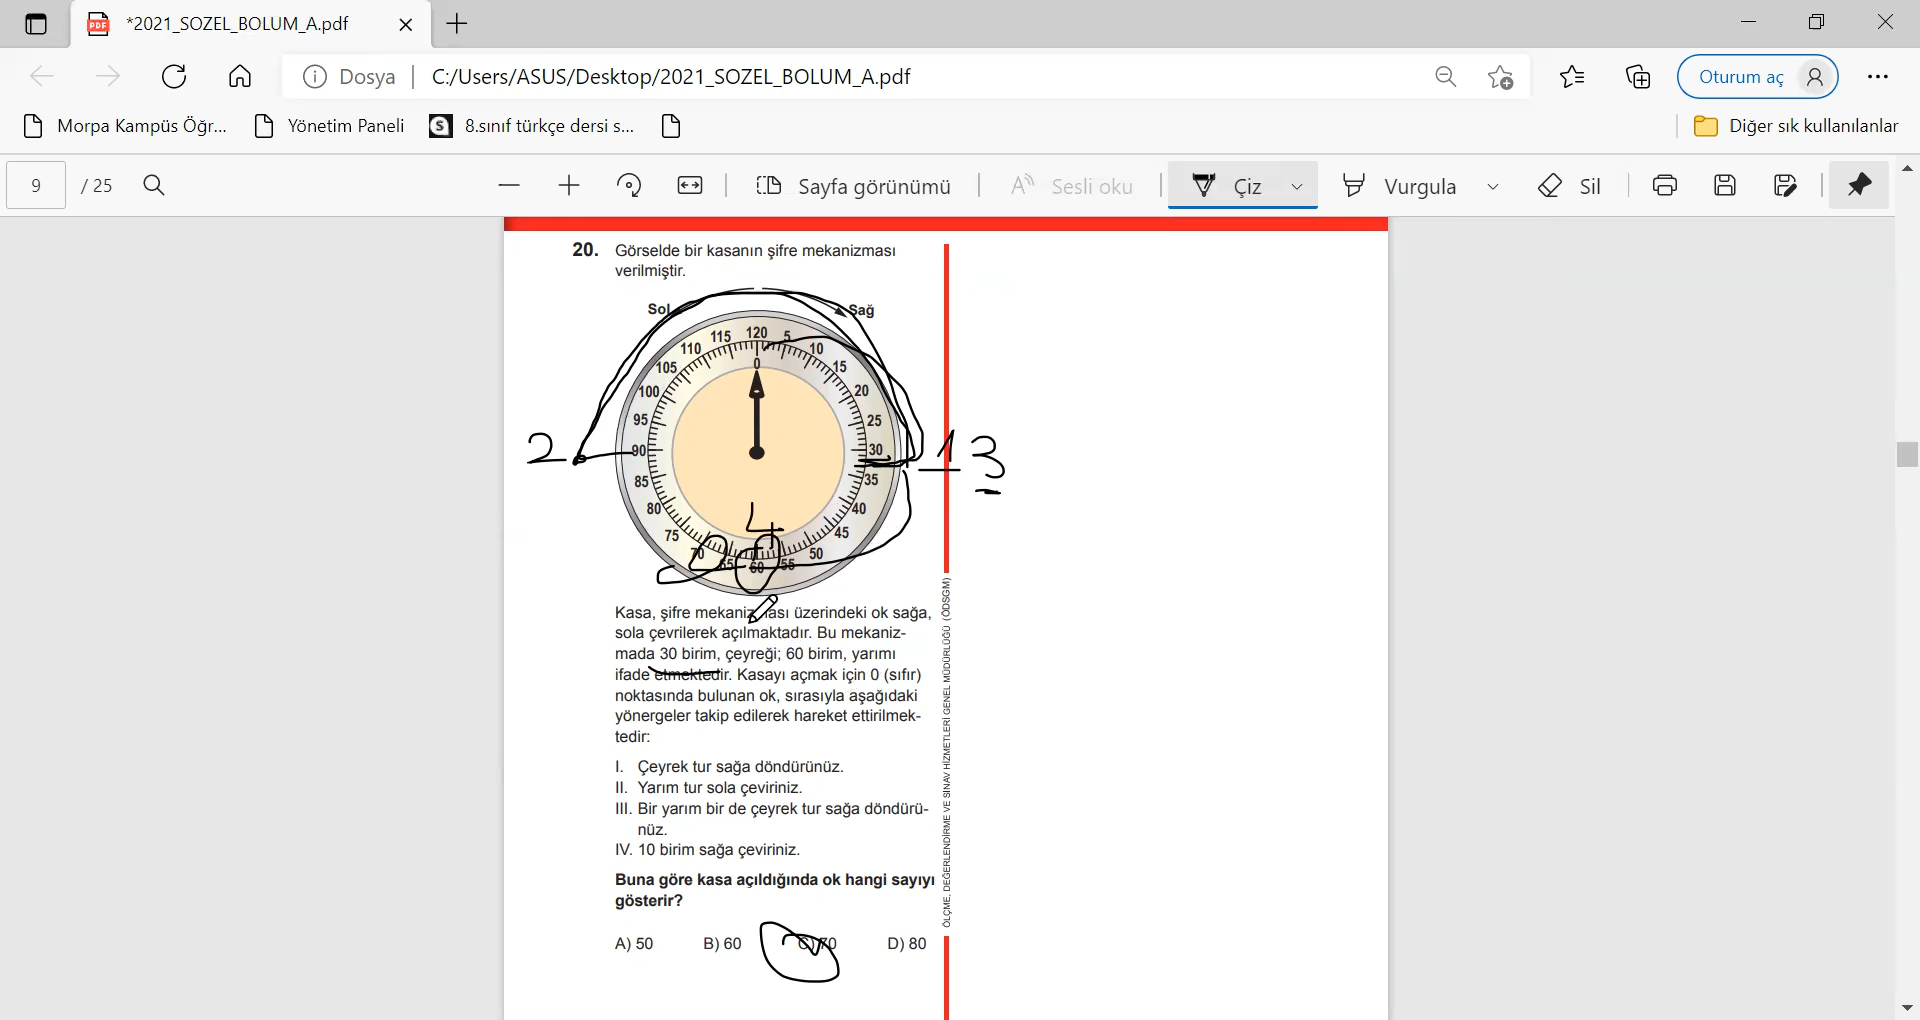 *2021_SOZEL_BOLUM_A.pdf
Dosya | C:/Users/ASUS/Desktop/2021_SOZEL_BOLUM_A.pdf
Oturum aç
Morpa Kampüs Öğr...
Yönetim Paneli
8.sınıf türkçe dersi s...
Diğer sık kullanılanlar
9 / 25
Sayfa görünümü
Sesli oku
Çiz
Vurgula
Sil
20. Görselde bir kasanın şifre mekanizması
verilmiştir.
Sol
Sağ
120 5 10 15 20 25 30 35 40 45 50 55 60 65 70 75 80 85 90 95 100 105 110 115
0
2
1 3
4
Kasa, şifre mekanizması üzerindeki ok sağa,
sola çevrilerek açılmaktadır. Bu mekaniz-
mada 30 birim, çeyreği; 60 birim, yarımı
ifade etmektedir. Kasayı açmak için 0 (sıfır)
noktasında bulunan ok, sırasıyla aşağıdaki
yönergeler takip edilerek hareket ettirilmek-
tedir:
I. Çeyrek tur sağa döndürünüz.
II. Yarım tur sola çeviriniz.
III. Bir yarım bir de çeyrek tur sağa döndürü-
nüz.
IV. 10 birim sağa çeviriniz.
Buna göre kasa açıldığında ok hangi sayıyı
gösterir?
A) 50 B) 60 C) 70 D) 80
ÖLÇME, DEĞERLENDİRME VE SINAV HİZMETLERİ GENEL MÜDÜRLÜĞÜ (ÖDSGM)